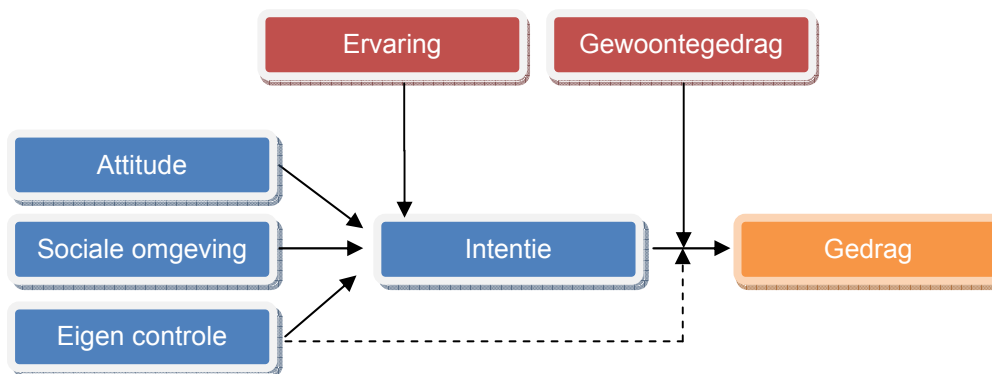 Ervaring
Gewoontegedrag
Attitude
Sociale omgeving
Intentie
Gedrag
Eigen controle